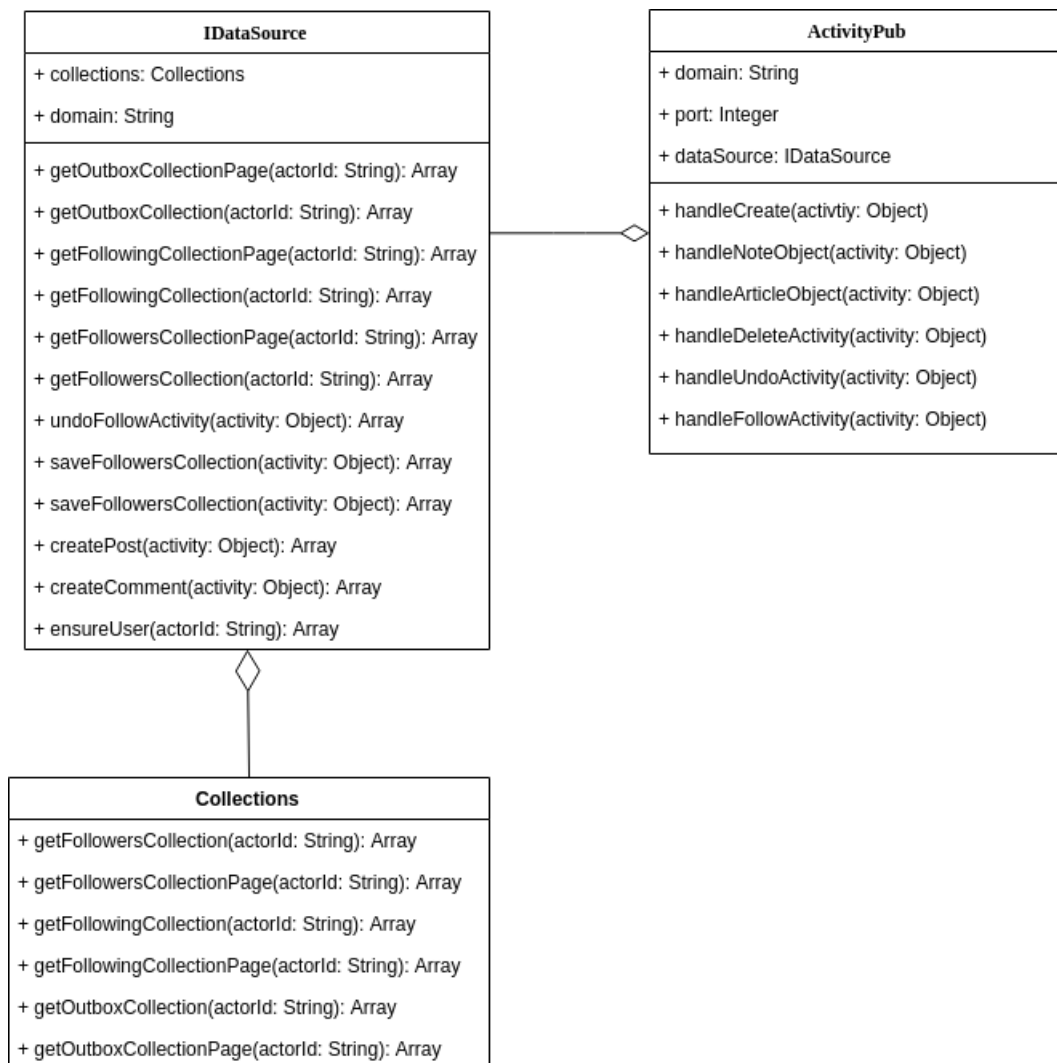 IDataSource
+ collections: Collections
+ domain: String
+ getOutboxCollectionPage(actorId: String): Array
+ getOutboxCollection(actorId: String): Array
+ getFollowingCollectionPage(actorId: String): Array
+ getFollowingCollection(actorId: String): Array
+ getFollowersCollectionPage(actorId: String): Array
+ getFollowersCollection(actorId: String): Array
+ undoFollowActivity(activity: Object): Array
+ saveFollowersCollection(activity: Object): Array
+ saveFollowersCollection(activity: Object): Array
+ createPost(activity: Object): Array
+ createComment(activity: Object): Array
+ ensureUser(actorId: String): Array
ActivityPub
+ domain: String
+ port: Integer
+ dataSource: IDataSource
+ handleCreate(activtiy: Object)
+ handleNoteObject(activity: Object)
+ handleArticleObject(activity: Object)
+ handleDeleteActivity(activity: Object)
+ handleUndoActivity(activity: Object)
+ handleFollowActivity(activity: Object)
Collections
+ getFollowersCollection(actorId: String): Array
+ getFollowersCollectionPage(actorId: String): Array
+ getFollowingCollection(actorId: String): Array
+ getFollowingCollectionPage(actorId: String): Array
+ getOutboxCollection(actorId: String): Array
+ getOutboxCollectionPage(actorId: String): Array